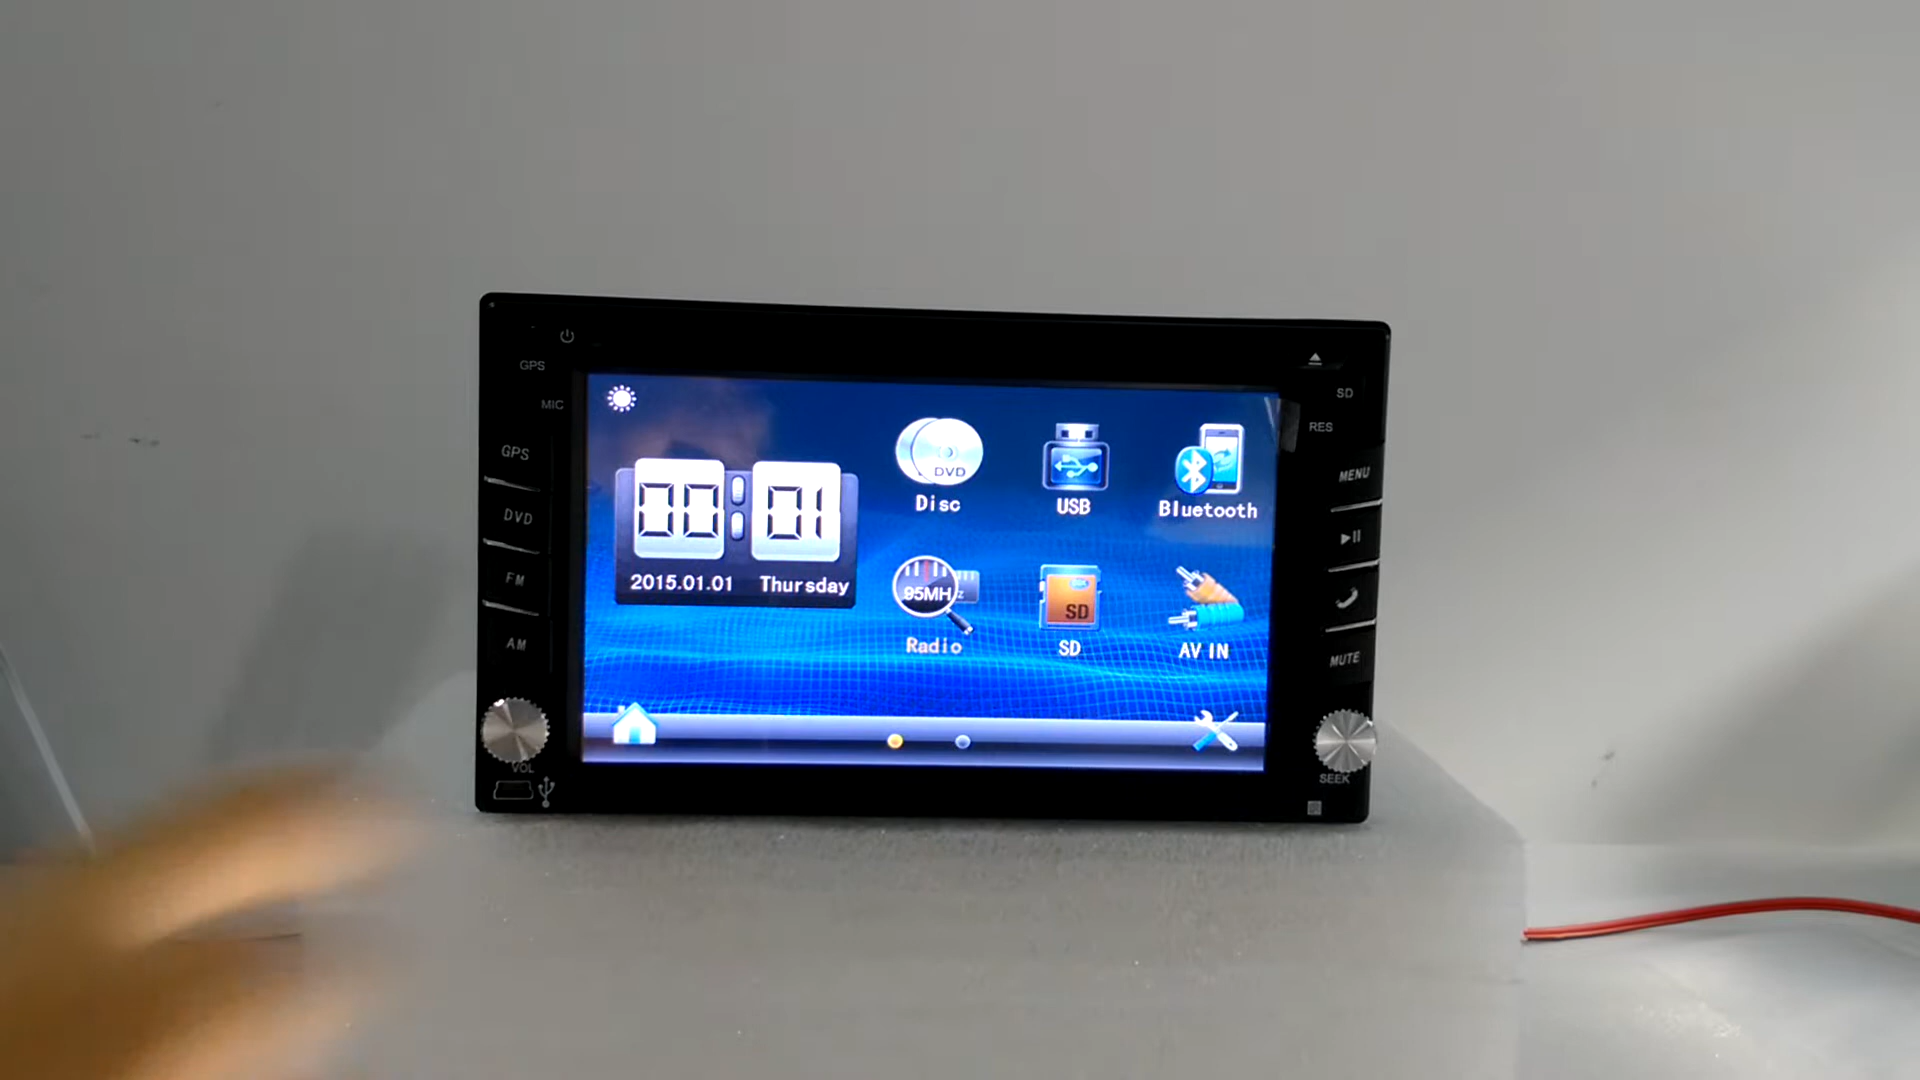 GPS
MIC
GPS
DVD
FM
AM
VOL
00:01
2015.01.01 Thursday
DVD
Disc
USB
Bluetooth
95MHz
Radio
SD
SD
AV IN
SD
RES
MENU
MUTE
SEEK